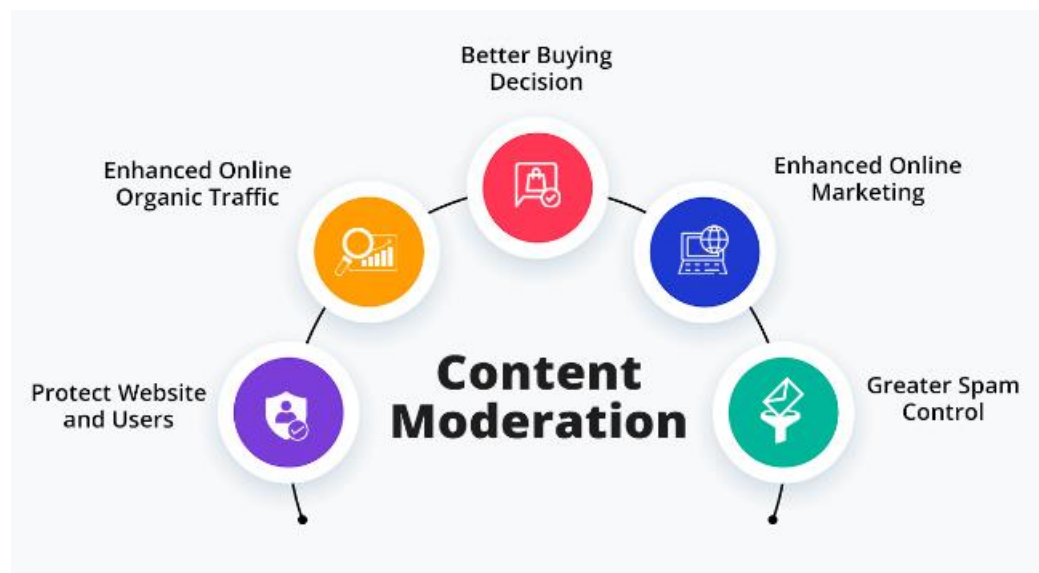 Better Buying
Decision
Enhanced Online
Organic Traffic
Enhanced Online
Marketing
Content
Moderation
Protect Website
and Users
Greater Spam
Control